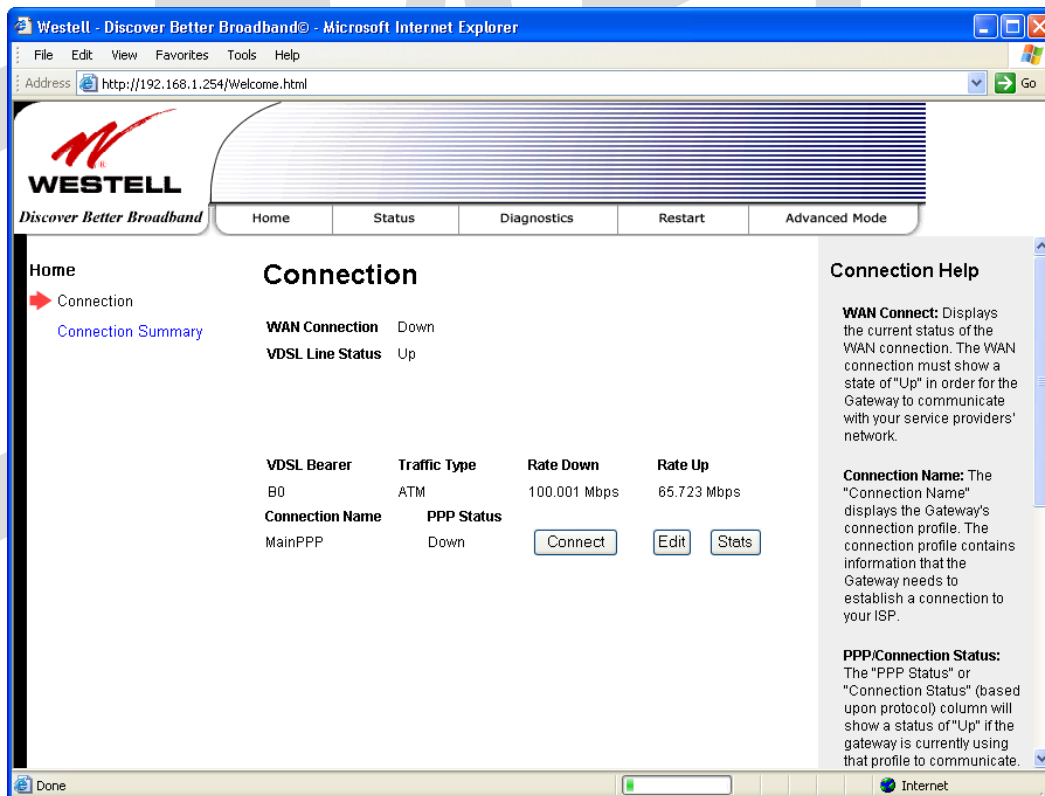 Westell - Discover Better Broadband© - Microsoft Internet Explorer
File Edit View Favorites Tools Help
Address http://192.168.1.254/Welcome.html Go
WESTELL
Discover Better Broadband
Home Status Diagnostics Restart Advanced Mode
Home
Connection
Connection Summary
Connection
WAN Connection Down
VDSL Line Status Up
VDSL Bearer Traffic Type Rate Down Rate Up
B0 ATM 100.001 Mbps 65.723 Mbps
Connection Name PPP Status
MainPPP Down Connect Edit Stats
Connection Help
WAN Connect: Displays
the current status of the
WAN connection. The WAN
connection must show a
state of "Up" in order for the
Gateway to communicate
with your service providers'
network.
Connection Name: The
"Connection Name"
displays the Gateway's
connection profile. The
connection profile contains
information that the
Gateway needs to
establish a connection to
your ISP.
PPP/Connection Status:
The "PPP Status" or
"Connection Status" (based
upon protocol) column will
show a status of "Up" if the
gateway is currently using
that profile to communicate.
Done Internet